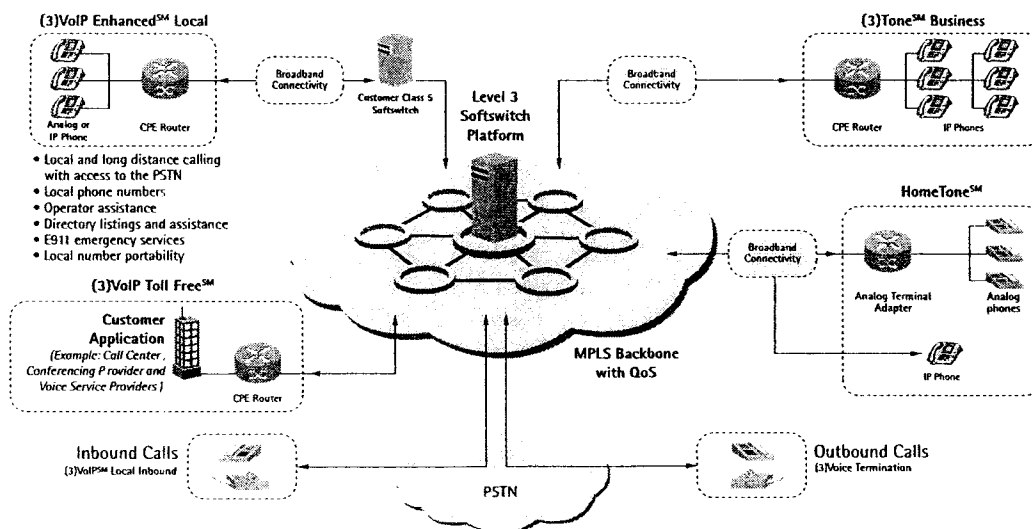 (3)VoIP Enhanced℠ Local
Analog or
IP Phone
CPE Router
Broadband
Connectivity
Customer Class 5
Softswitch
• Local and long distance calling
with access to the PSTN
• Local phone numbers
• Operator assistance
• Directory listings and assistance
• E911 emergency services
• Local number portability
Level 3
Softswitch
Platform
(3)Tone℠ Business
Broadband
Connectivity
CPE Router
IP Phones
HomeTone℠
Broadband
Connectivity
Analog Terminal
Adapter
Analog
phones
IP Phone
(3)VoIP Toll Free℠
Customer
Application
(Example: Call Center,
Conferencing Provider and
Voice Service Providers)
CPE Router
MPLS Backbone
with QoS
Inbound Calls
(3)VoIP℠ Local Inbound
PSTN
Outbound Calls
(3)Voice Termination